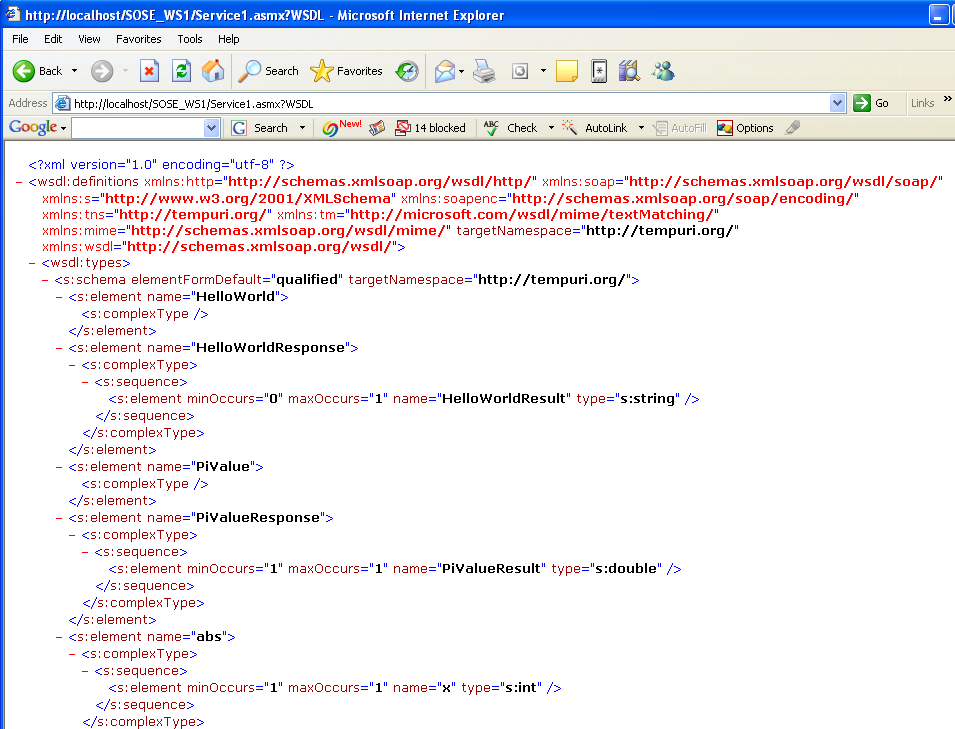 http://localhost/SOSE_WS1/Service1.asmx?WSDL - Microsoft Internet Explorer
File Edit View Favorites Tools Help
Back Search Favorites
Address http://localhost/SOSE_WS1/Service1.asmx?WSDL Go Links »
Google G Search New! 14 blocked ABC Check AutoLink AutoFill Options
<?xml version="1.0" encoding="utf-8" ?>
- <wsdl:definitions xmlns:http="http://schemas.xmlsoap.org/wsdl/http/" xmlns:soap="http://schemas.xmlsoap.org/wsdl/soap/"
xmlns:s="http://www.w3.org/2001/XMLSchema" xmlns:soapenc="http://schemas.xmlsoap.org/soap/encoding/"
xmlns:tns="http://tempuri.org/" xmlns:tm="http://microsoft.com/wsdl/mime/textMatching/"
xmlns:mime="http://schemas.xmlsoap.org/wsdl/mime/" targetNamespace="http://tempuri.org/"
xmlns:wsdl="http://schemas.xmlsoap.org/wsdl/">
- <wsdl:types>
- <s:schema elementFormDefault="qualified" targetNamespace="http://tempuri.org/">
- <s:element name="HelloWorld">
<s:complexType />
</s:element>
- <s:element name="HelloWorldResponse">
- <s:complexType>
- <s:sequence>
<s:element minOccurs="0" maxOccurs="1" name="HelloWorldResult" type="s:string" />
</s:sequence>
</s:complexType>
</s:element>
- <s:element name="PiValue">
<s:complexType />
</s:element>
- <s:element name="PiValueResponse">
- <s:complexType>
- <s:sequence>
<s:element minOccurs="1" maxOccurs="1" name="PiValueResult" type="s:double" />
</s:sequence>
</s:complexType>
</s:element>
- <s:element name="abs">
- <s:complexType>
- <s:sequence>
<s:element minOccurs="1" maxOccurs="1" name="x" type="s:int" />
</s:sequence>
</s:complexType>